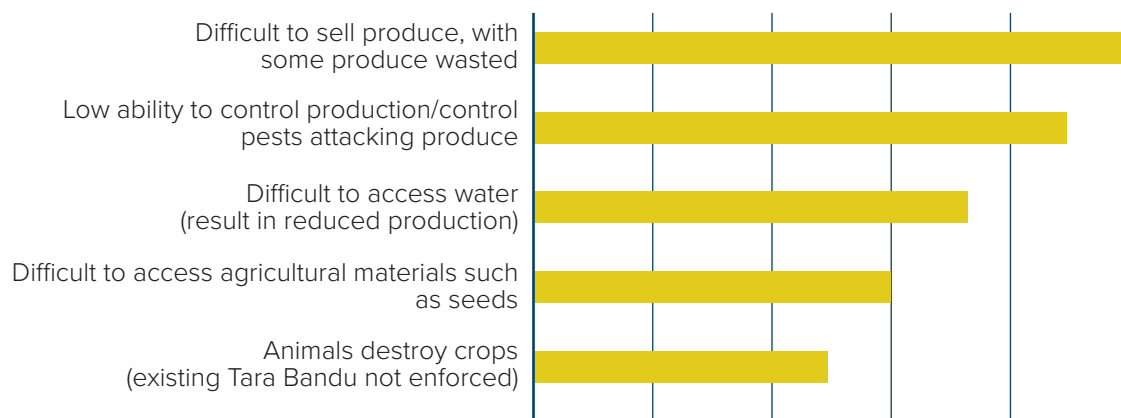 Difficult to sell produce, with
some produce wasted
Low ability to control production/control
pests attacking produce
Difficult to access water
(result in reduced production)
Difficult to access agricultural materials such
as seeds
Animals destroy crops
(existing Tara Bandu not enforced)